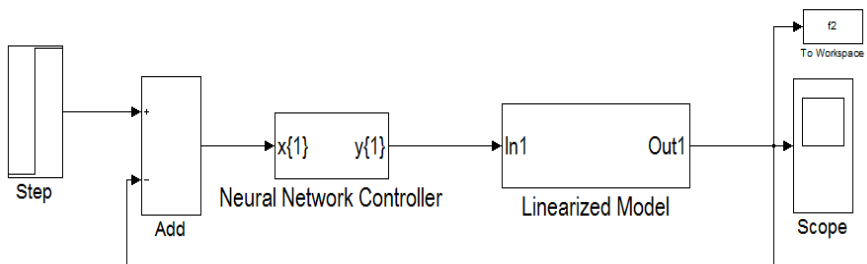 f2
To Workspace
Step
+
−
Add
x{1} y{1}
Neural Network Controller
In1 Out1
Linearized Model
Scope